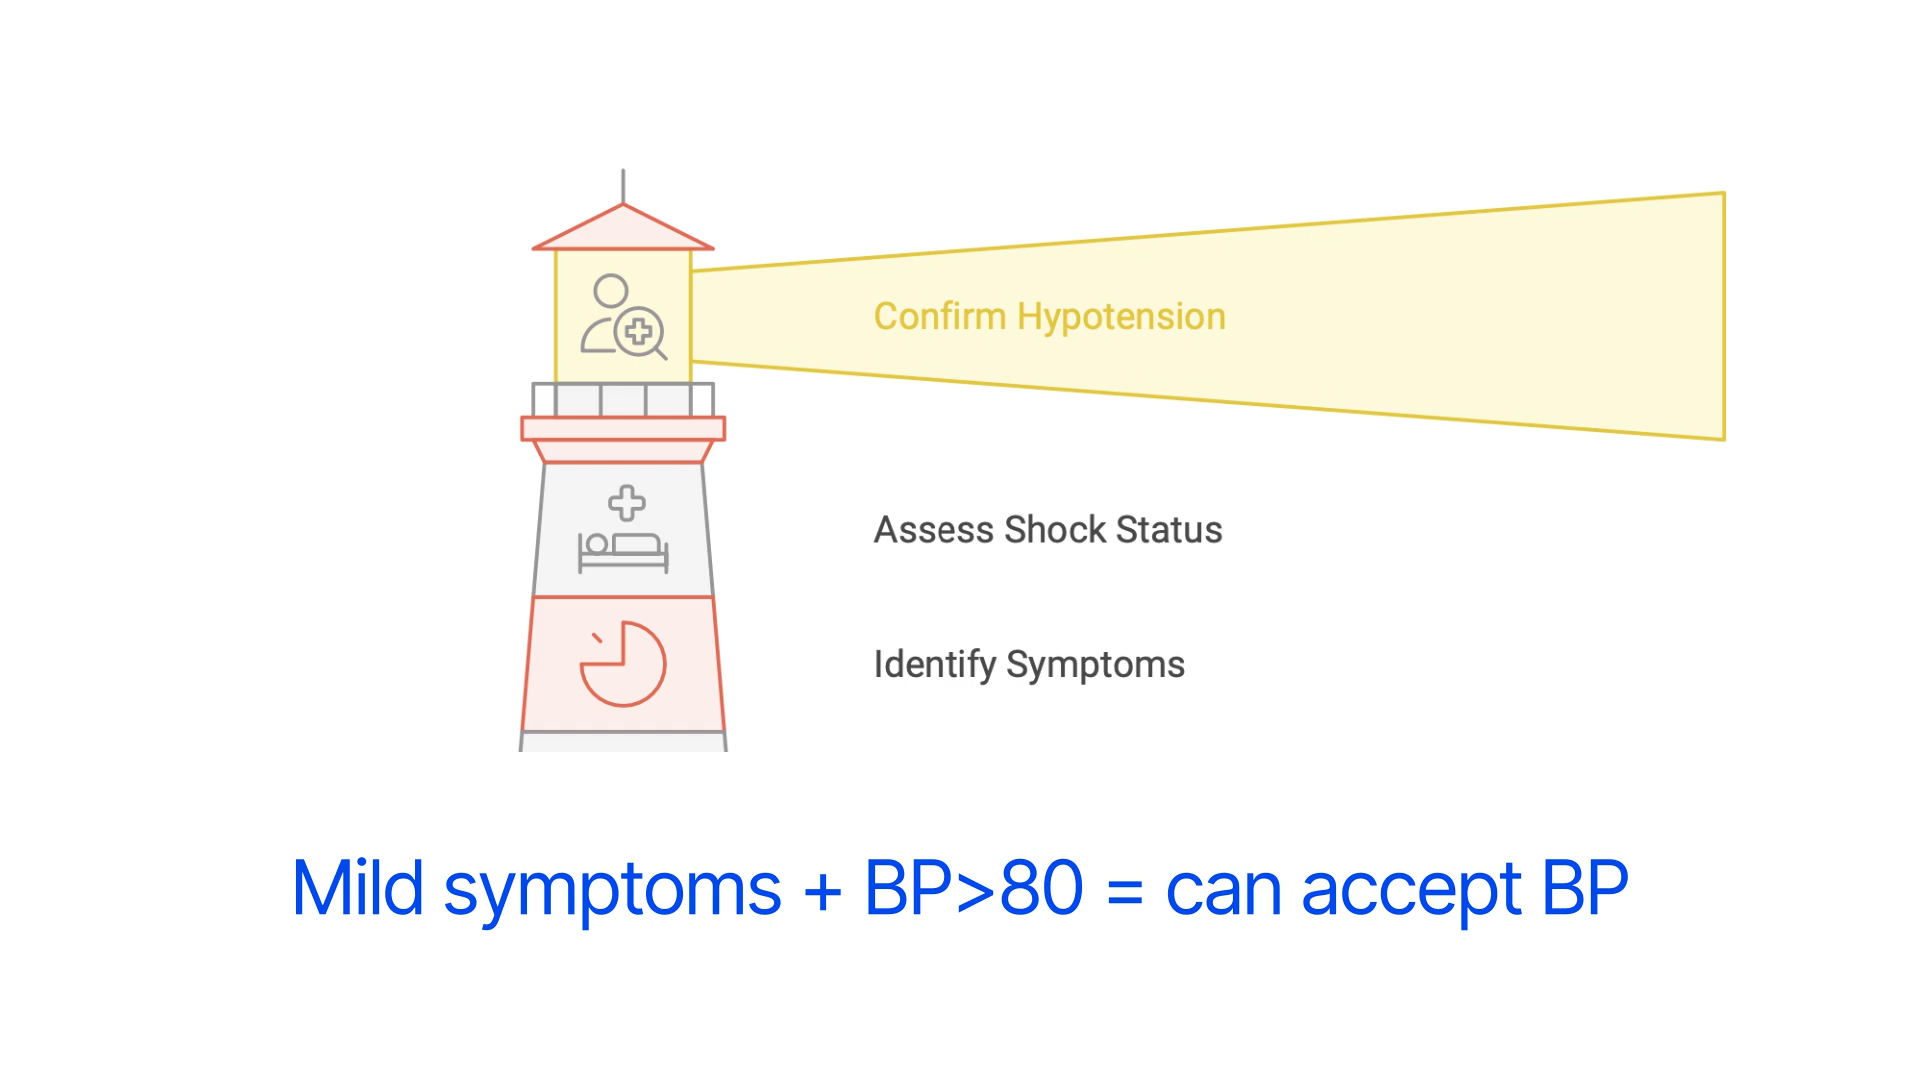 Confirm Hypotension
Assess Shock Status
Identify Symptoms
Mild symptoms + BP>80 = can accept BP